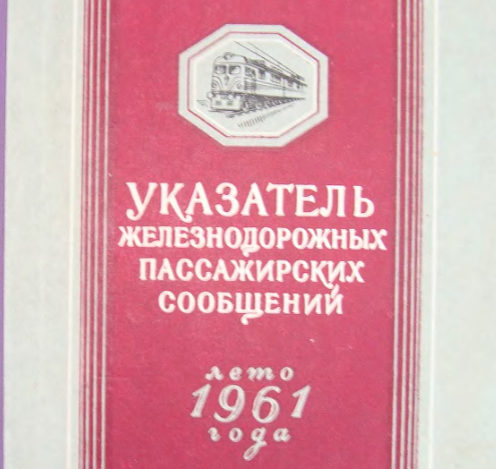 УКАЗАТЕЛЬ
ЖЕЛЕЗНОДОРОЖНЫХ
ПАССАЖИРСКИХ
СООБЩЕНИЙ
лето
1961
года